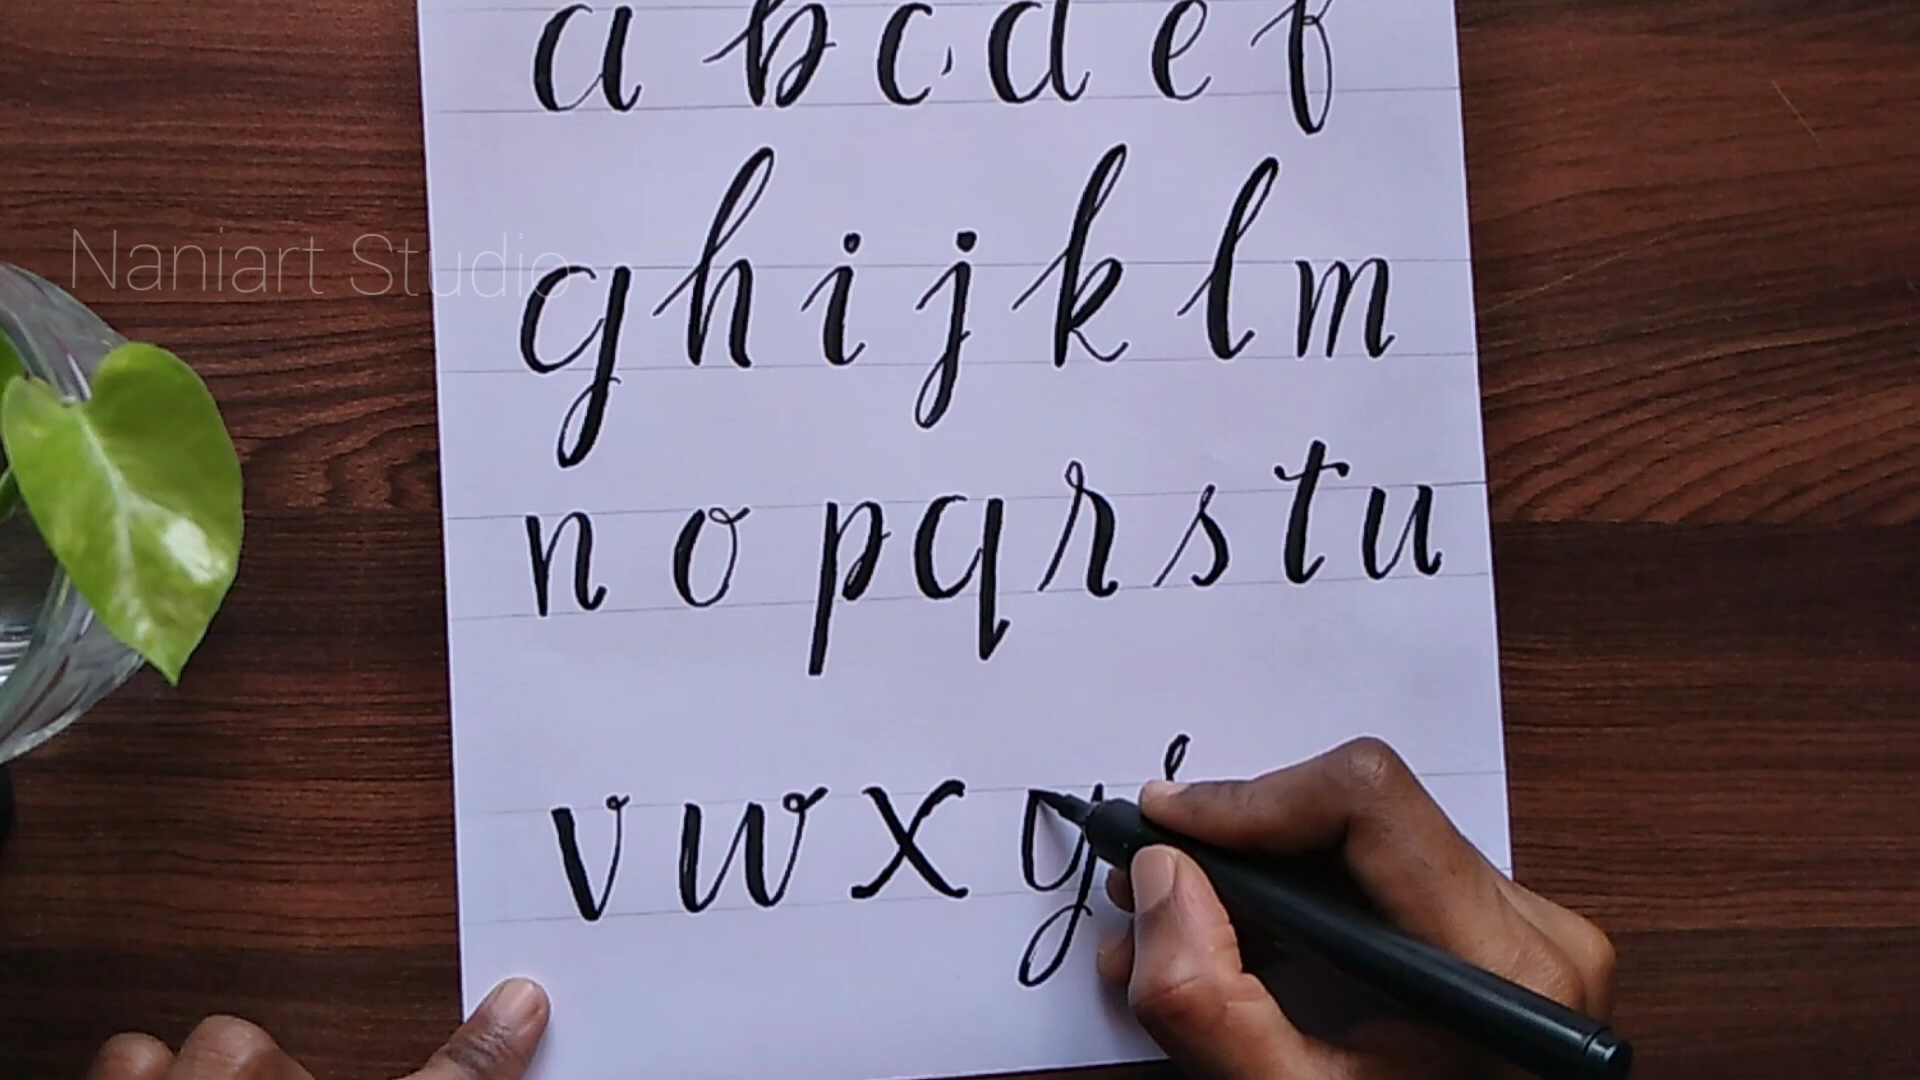 a b c d e f
Naniart Studio
g h i j k l m
n o p q r s t u
v w x y